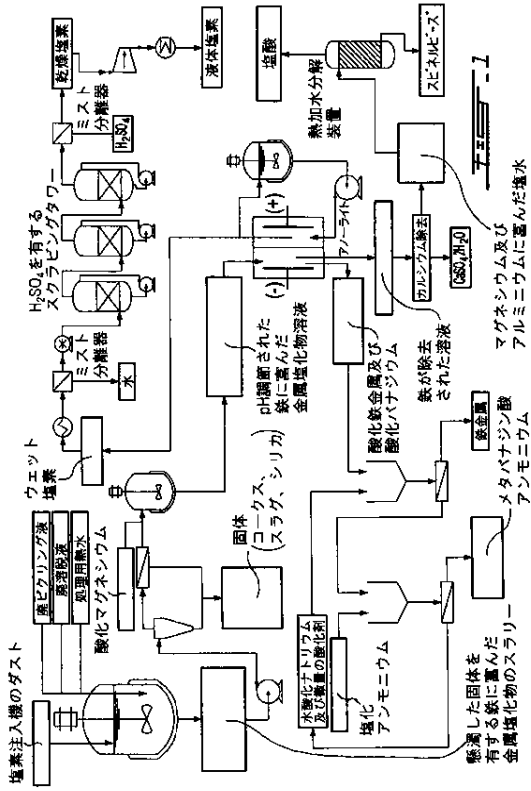 塩素注入機のダスト
廃ピクリング液
廃溶脱液
処理用熱水
ウェット
塩素
水
ミスト
分離器
H₂SO₄を有する
スクラビングタワー
ミスト
分離器
H₂SO₄
乾燥塩素
液体塩素
酸化マグネシウム
固体
(コークス、
スラグ、シリカ)
懸濁した固体を
有する鉄に富んだ
金属塩化物のスラリー
pH調節された
鉄に富んだ
金属塩化物溶液
(-)
(+)
アノーライト
酸化鉄金属及び
酸化バナジウム
鉄が除去
された溶液
カルシウム除去
CaSO₄/2H₂O
マグネシウム及び
アルミニウムに富んだ塩水
熱加水分解
装置
塩酸
スピネルビーズ
水酸化ナトリウム
及び微量の酸化剤
塩化
アンモニウム
鉄金属
メタバナジン酸
アンモニウム